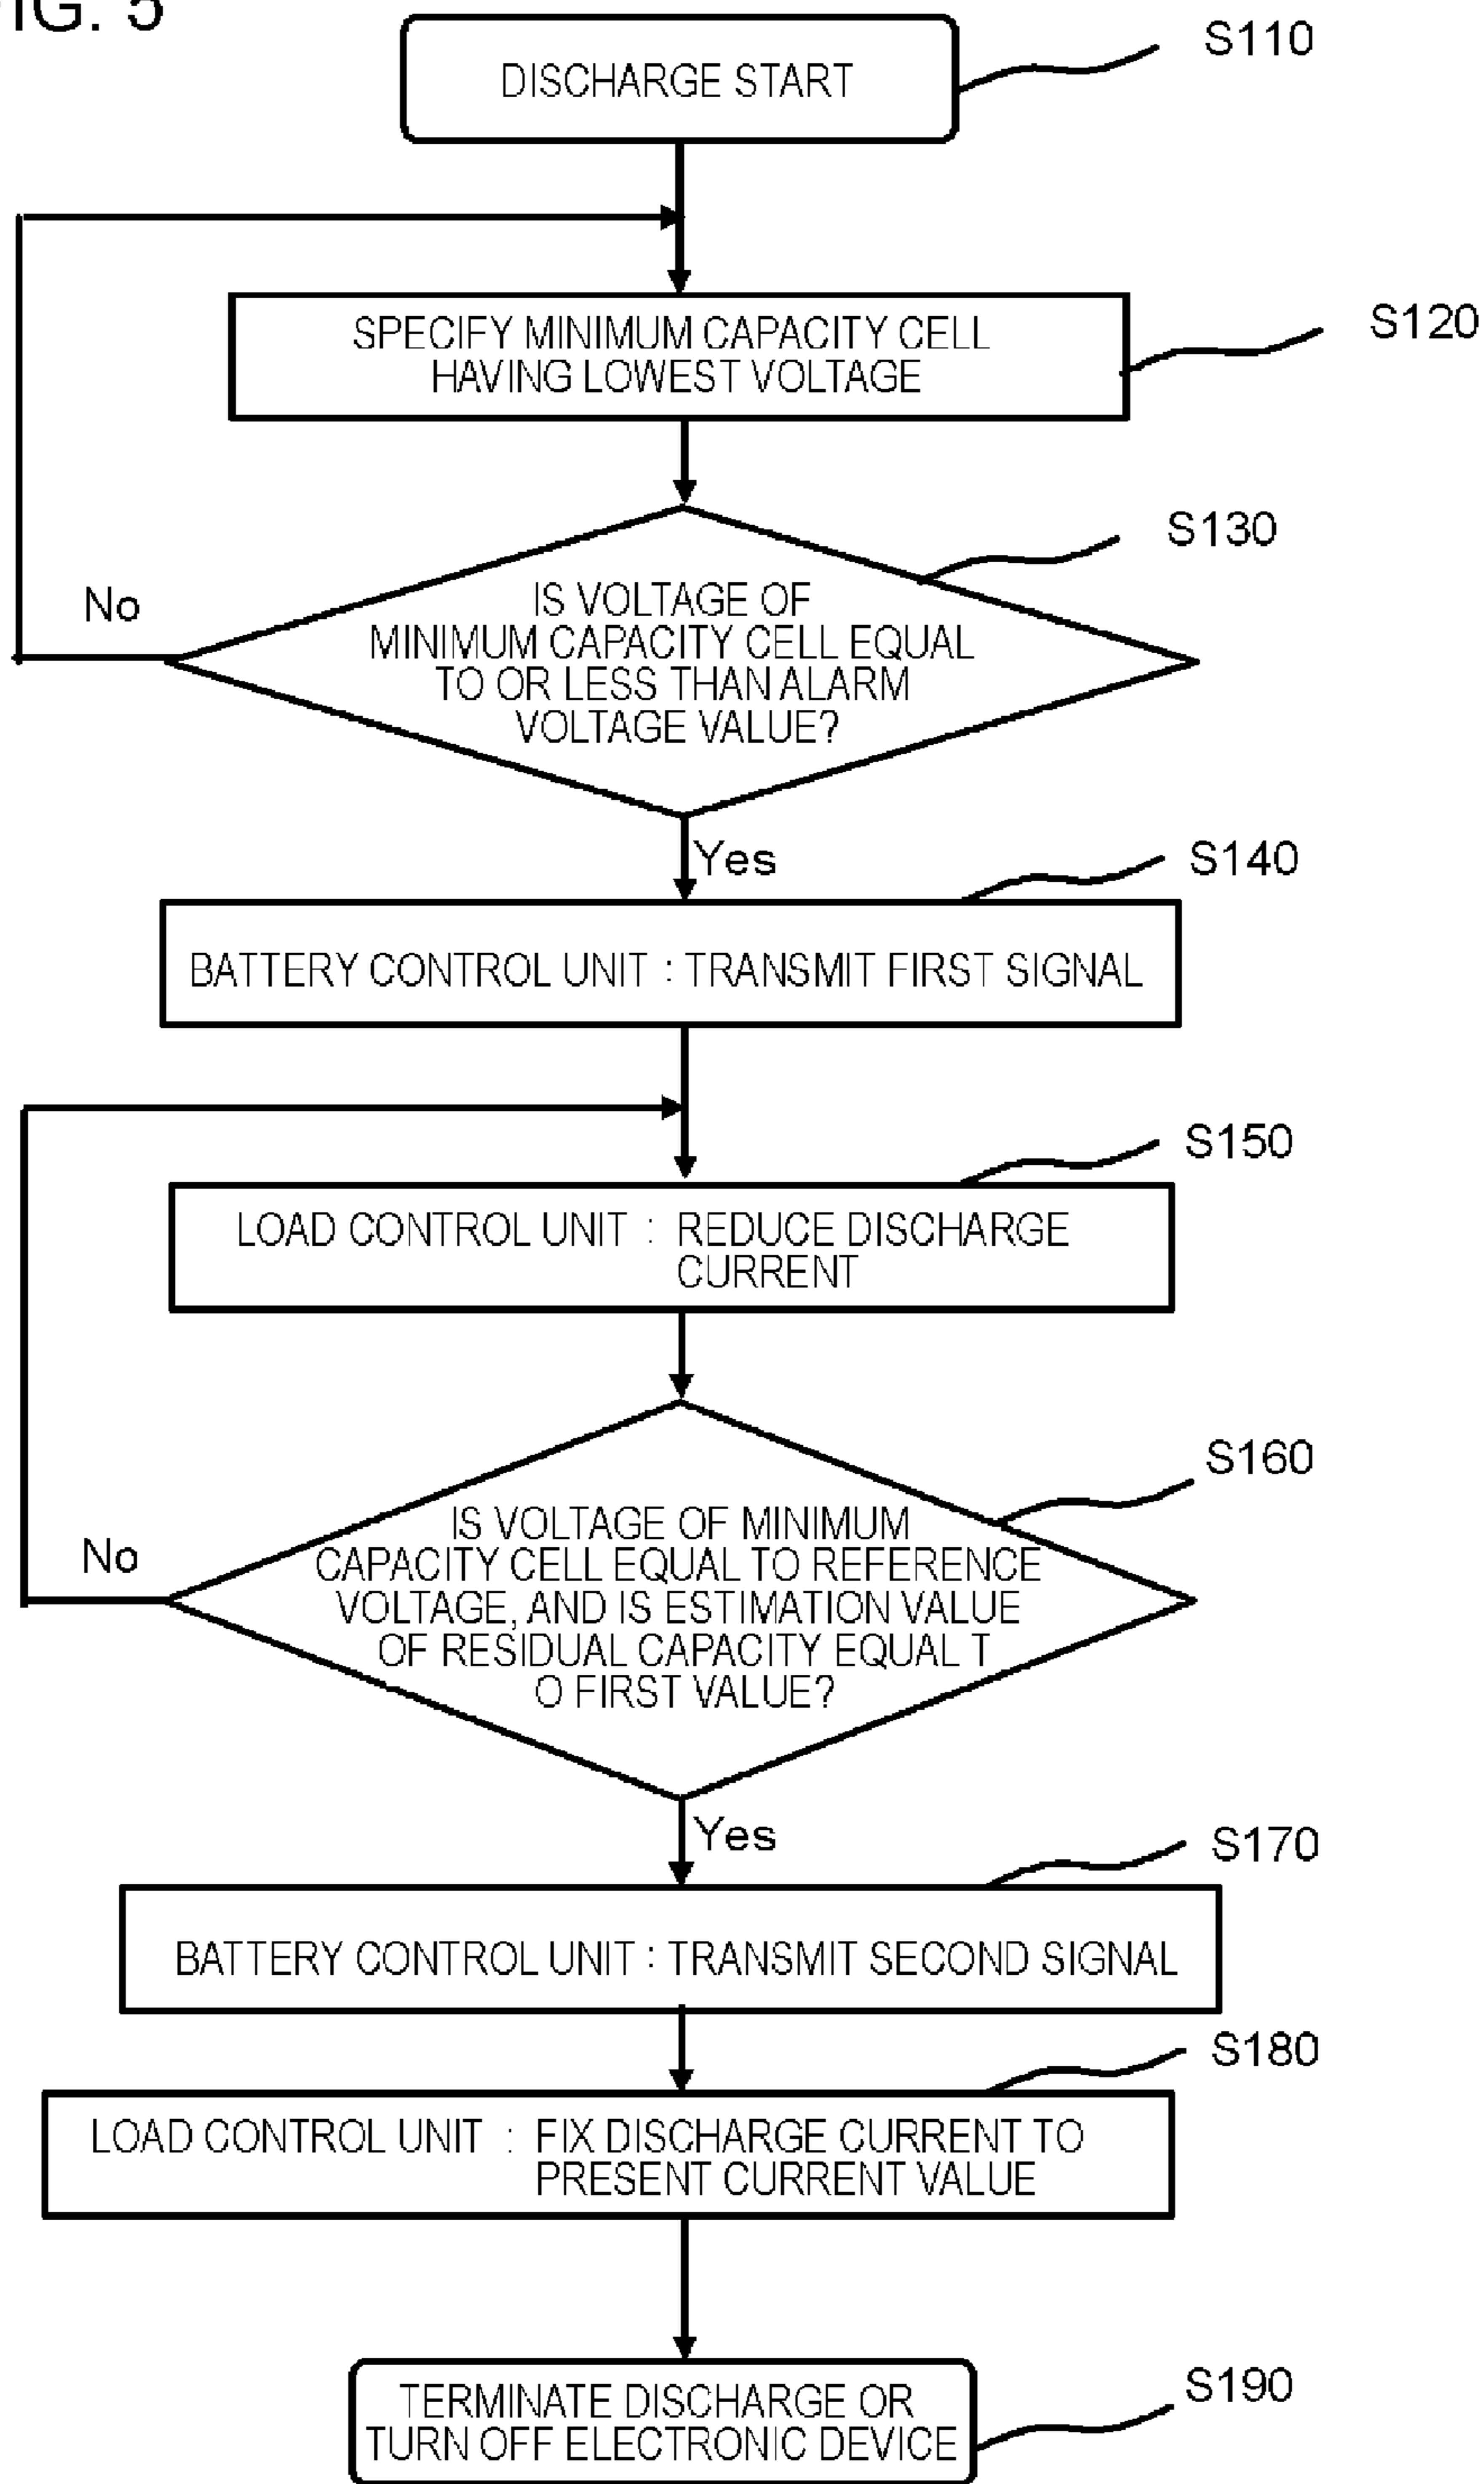 FIG. 5
DISCHARGE START
S110
SPECIFY MINIMUM CAPACITY CELL
HAVING LOWEST VOLTAGE
S120
S130
No
IS VOLTAGE OF
MINIMUM CAPACITY CELL EQUAL
TO OR LESS THAN ALARM
VOLTAGE VALUE?
Yes
S140
BATTERY CONTROL UNIT : TRANSMIT FIRST SIGNAL
S150
LOAD CONTROL UNIT : REDUCE DISCHARGE
CURRENT
S160
No
IS VOLTAGE OF MINIMUM
CAPACITY CELL EQUAL TO REFERENCE
VOLTAGE, AND IS ESTIMATION VALUE
OF RESIDUAL CAPACITY EQUAL T
O FIRST VALUE?
Yes
S170
BATTERY CONTROL UNIT : TRANSMIT SECOND SIGNAL
S180
LOAD CONTROL UNIT : FIX DISCHARGE CURRENT TO
PRESENT CURRENT VALUE
S190
TERMINATE DISCHARGE OR
TURN OFF ELECTRONIC DEVICE